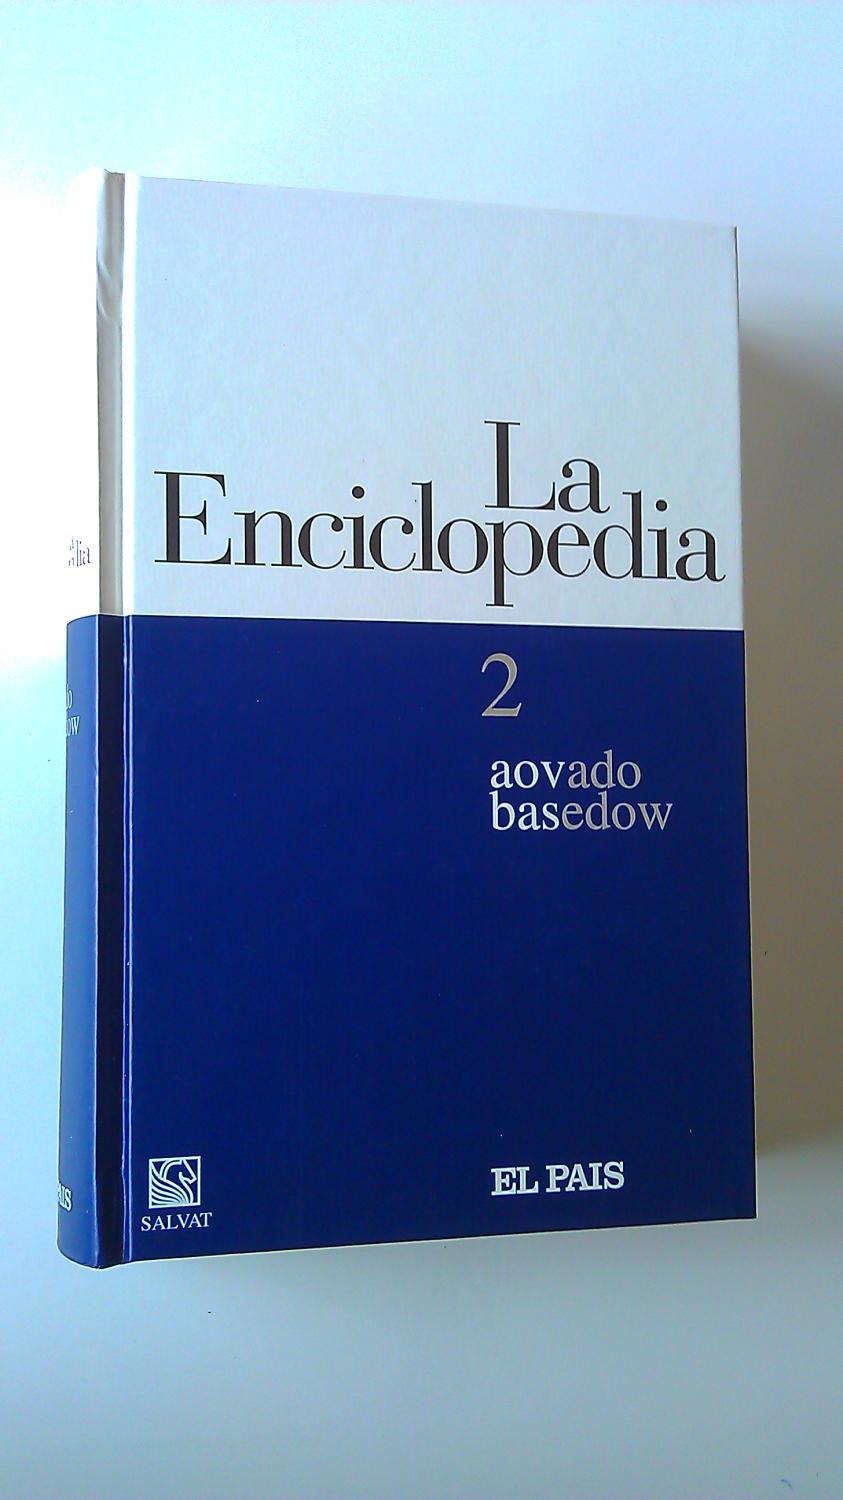 La
Enciclopedia
2
aovado
basedow
EL PAIS
SALVAT